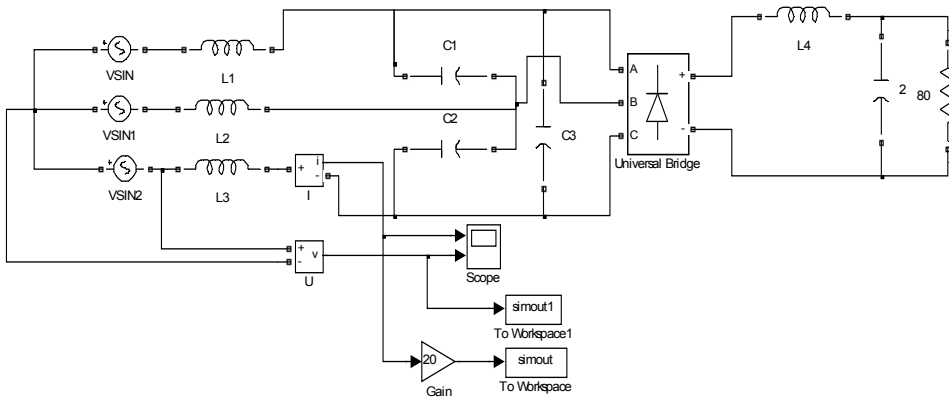 VSIN
L1
C1
A
B
C
+
-
Universal Bridge
L4
2
80
+
VSIN1
L2
C2
C3
+
VSIN2
L3
+
-
i
I
+
-
v
U
Scope
simout1
To Workspace1
20
Gain
simout
To Workspace
+